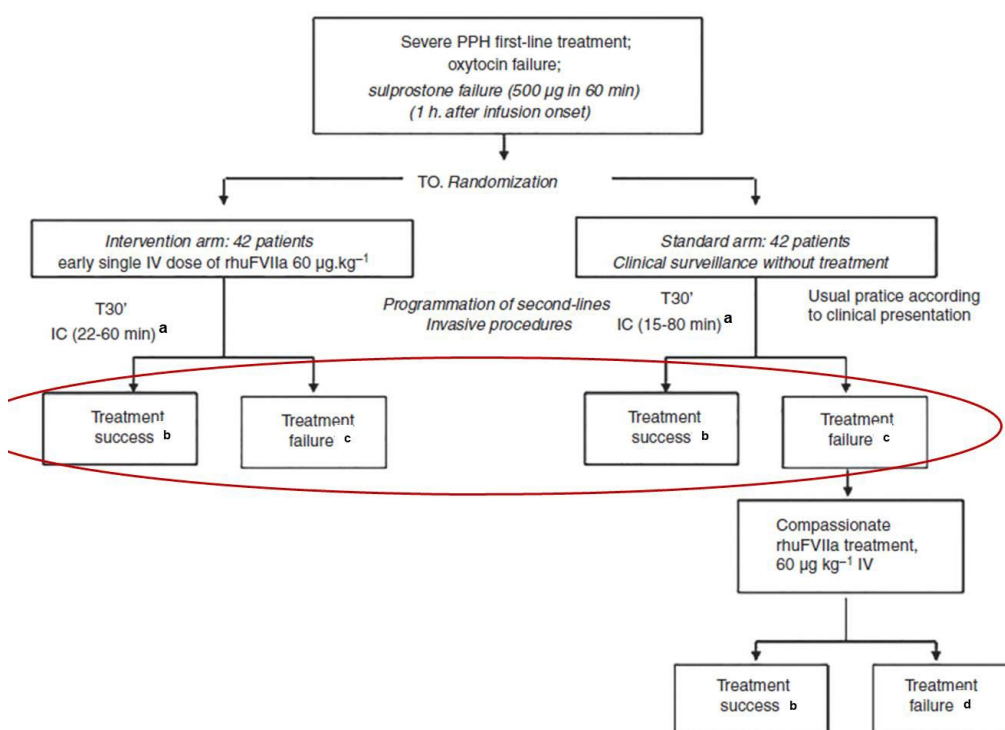 Severe PPH first-line treatment;
oxytocin failure;
sulprostone failure (500 µg in 60 min)
(1 h. after infusion onset)
TO. Randomization
Intervention arm: 42 patients
early single IV dose of rhuFVIIa 60 µg.kg⁻¹
Standard arm: 42 patients
Clinical surveillance without treatment
T30'
IC (22-60 min) a
Programmation of second-lines
Invasive procedures
T30'
IC (15-80 min) a
Usual pratice according
to clinical presentation
Treatment
success b
Treatment
failure c
Treatment
success b
Treatment
failure c
Compassionate
rhuFVIIa treatment,
60 µg kg⁻¹ IV
Treatment
success b
Treatment
failure d